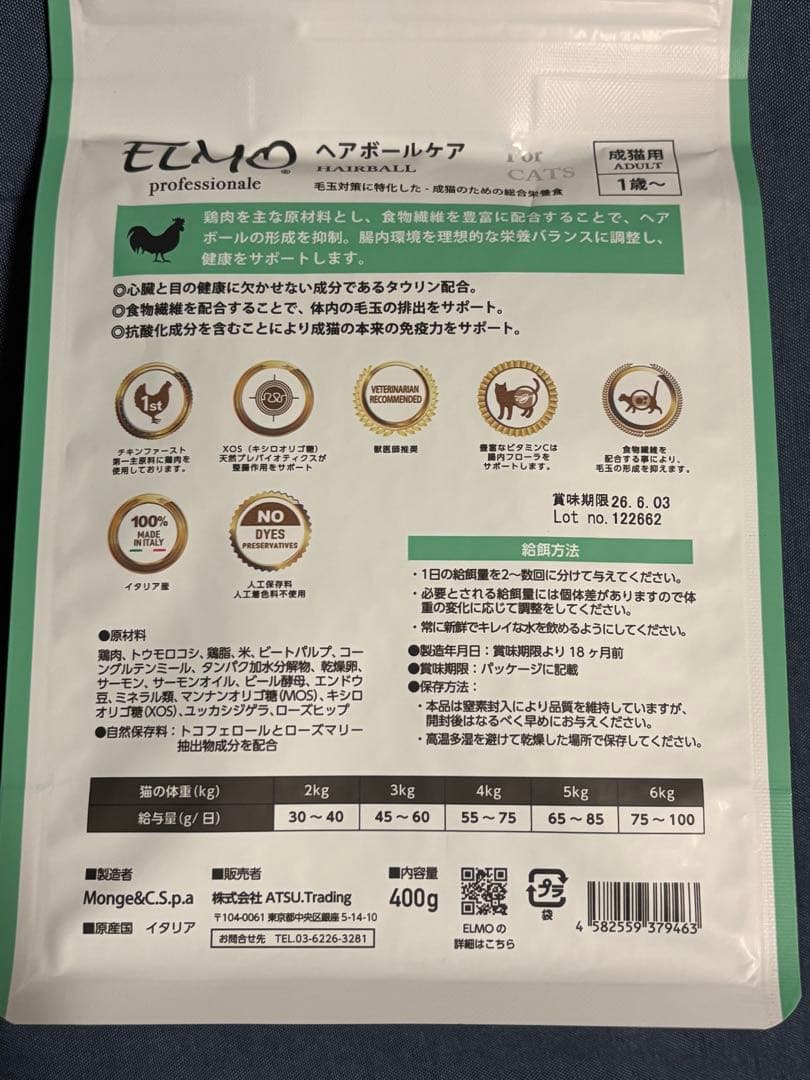 ELMO®
professionale
ヘアボールケア
HAIRBALL
For
CATS
成猫用
ADULT
1歳～
毛玉対策に特化した - 成猫のための総合栄養食
鶏肉を主な原材料とし、食物繊維を豊富に配合することで、ヘア
ボールの形成を抑制。腸内環境を理想的な栄養バランスに調整し、
健康をサポートします。
◎心臓と目の健康に欠かせない成分であるタウリン配合。
◎食物繊維を配合することで、体内の毛玉の排出をサポート。
◎抗酸化成分を含むことにより成猫の本来の免疫力をサポート。
1st
チキンファースト
第一主原料に鶏肉を
使用しております。
XOS（キシロオリゴ糖）
天然プレバイオティクスが
整腸作用をサポート
VETERINARIAN
RECOMMENDED
獣医師推奨
豊富なビタミンCは
腸内フローラを
サポートします。
食物繊維を
配合する事により、
毛玉の形成を抑えます。
100%
MADE
IN ITALY
イタリア産
NO
DYES
PRESERVATIVES
人工保存料
人工着色料不使用
賞味期限26.6.03
Lot no.122662
給餌方法
・1日の給餌量を2～数回に分けて与えてください。
・必要とされる給餌量には個体差がありますので体
重の変化に応じて調整をしてください。
・常に新鮮でキレイな水を飲めるようにしてください。
●製造年月日：賞味期限より18ヶ月前
●賞味期限：パッケージに記載
●保存方法：
・本品は窒素封入により品質を維持していますが、
開封後はなるべく早めにお与えください。
・高温多湿を避けて乾燥した場所で保存してください。
●原材料
鶏肉、トウモロコシ、鶏脂、米、ビートパルプ、コー
ングルテンミール、タンパク加水分解物、乾燥卵、
サーモン、サーモンオイル、ビール酵母、エンドウ
豆、ミネラル類、マンナンオリゴ糖(MOS)、キシロ
オリゴ糖(XOS)、ユッカシジゲラ、ローズヒップ
●自然保存料：トコフェロールとローズマリー
抽出物成分を配合
猫の体重(kg) 2kg 3kg 4kg 5kg 6kg
給与量(g/日) 30～40 45～60 55～75 65～85 75～100
■製造者
Monge&C.S.p.a
■原産国 イタリア
■販売者
株式会社 ATSU.Trading
〒104-0061 東京都中央区銀座 5-14-10
お問合せ先 TEL.03-6226-3281
■内容量
400g
ELMOの
詳細はこちら
プラ
袋
4 582559 379463